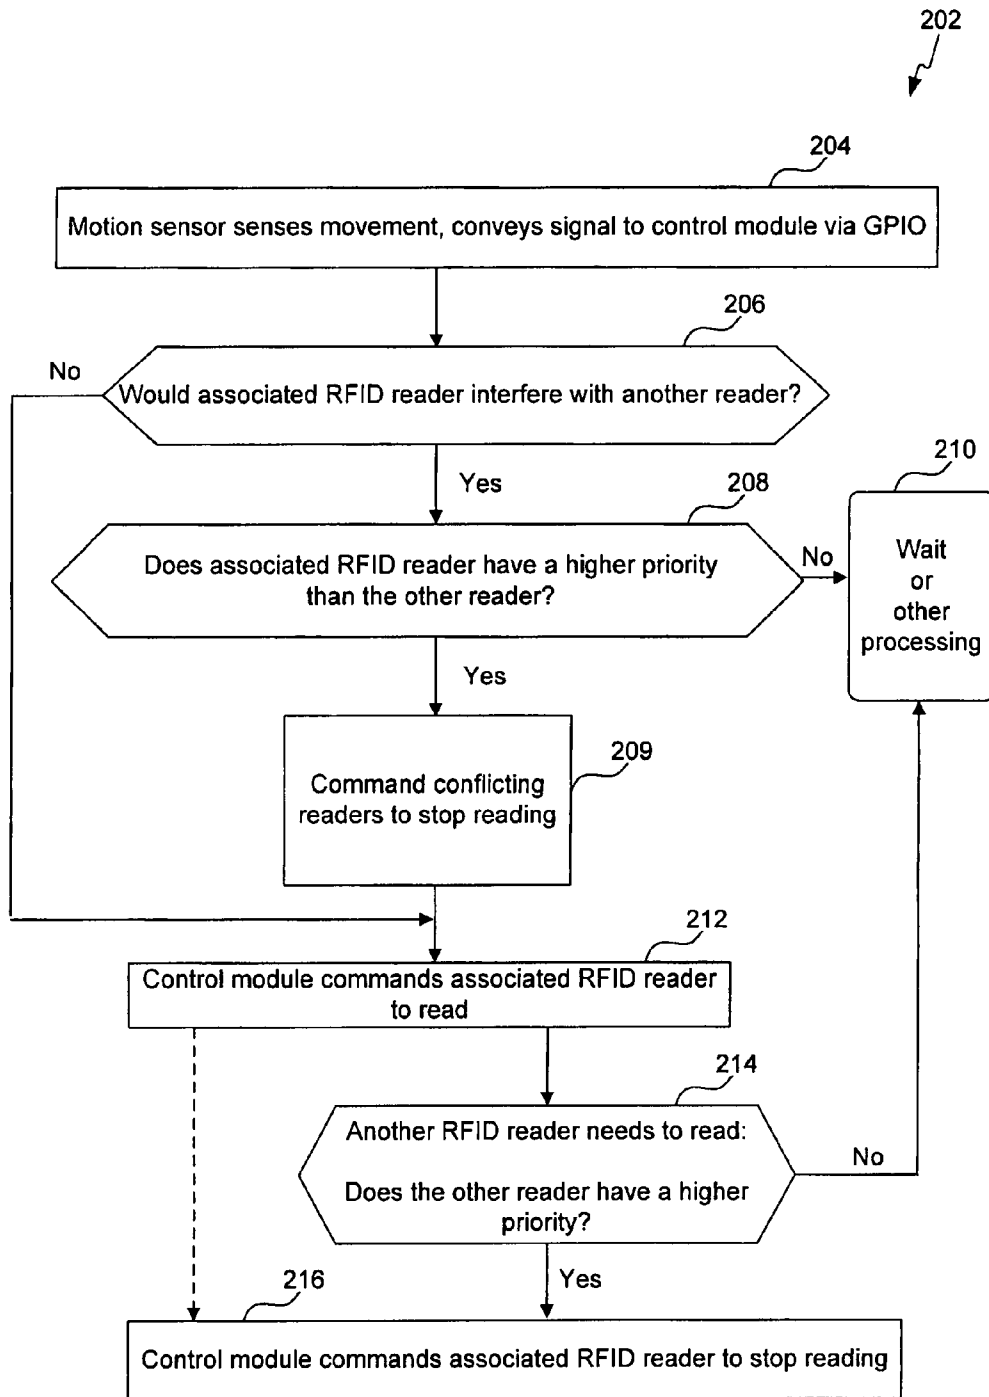 202
204
Motion sensor senses movement, conveys signal to control module via GPIO
206
No
Would associated RFID reader interfere with another reader?
Yes
208
210
Does associated RFID reader have a higher priority
than the other reader?
No
Wait
or
other
processing
Yes
209
Command conflicting
readers to stop reading
212
Control module commands associated RFID reader
to read
214
Another RFID reader needs to read:
Does the other reader have a higher
priority?
No
Yes
216
Control module commands associated RFID reader to stop reading